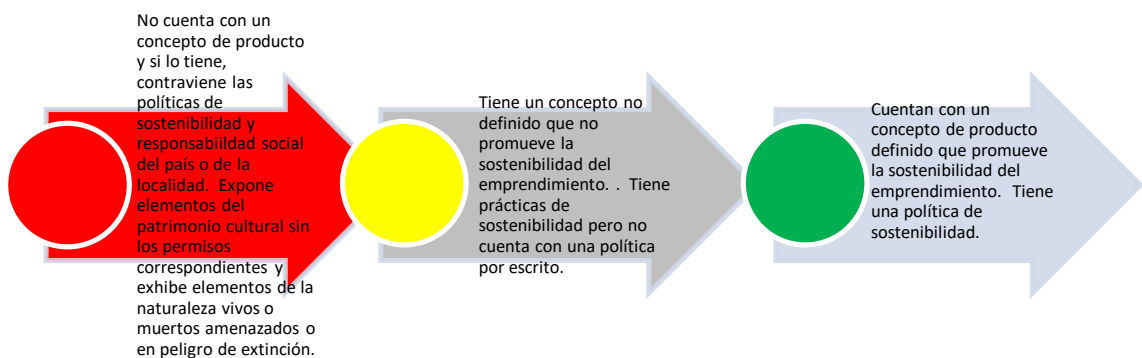 No cuenta con un
concepto de producto
y si lo tiene,
contraviene las
políticas de
sostenibilidad y
responsabiildad social
del país o de la
localidad.  Expone
elementos del
patrimonio cultural sin
los permisos
correspondientes y
exhibe elementos de la
naturaleza vivos o
muertos amenazados o
en peligro de extinción.
Tiene un concepto no
definido que no
promueve la
sostenibilidad del
emprendimiento. .  Tiene
prácticas de
sostenibilidad pero no
cuenta con una política
por escrito.
Cuentan con un
concepto de producto
definido que promueve
la sostenibilidad del
emprendimiento.  Tiene
una política de
sostenibilidad.